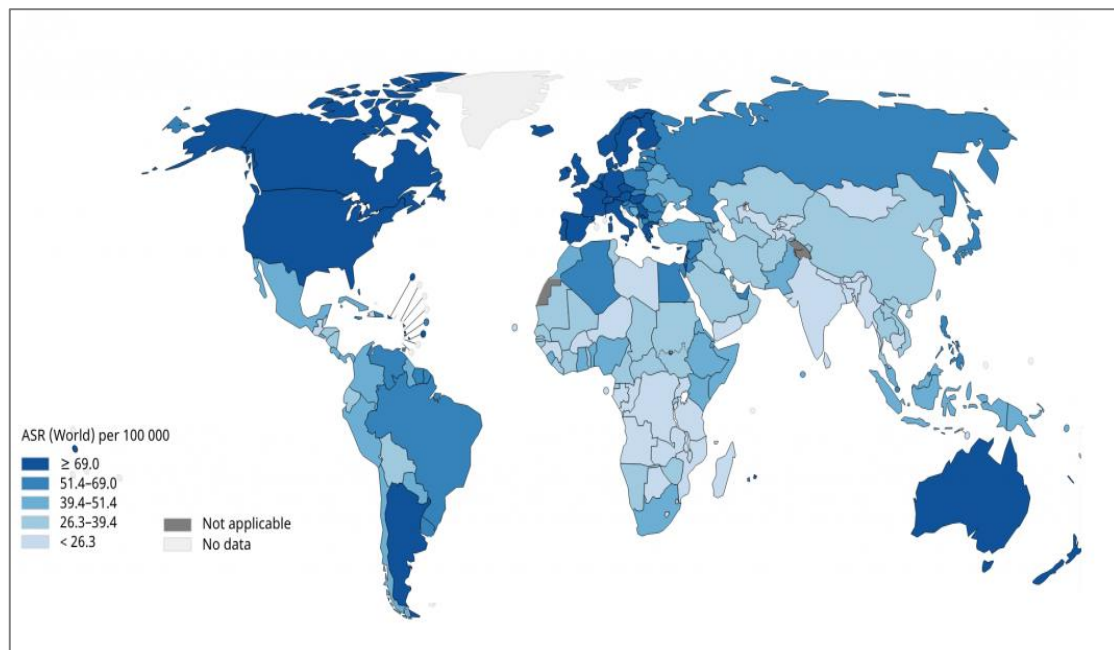 ASR (World) per 100 000
≥ 69.0
51.4–69.0
39.4–51.4
26.3–39.4
< 26.3
Not applicable
No data